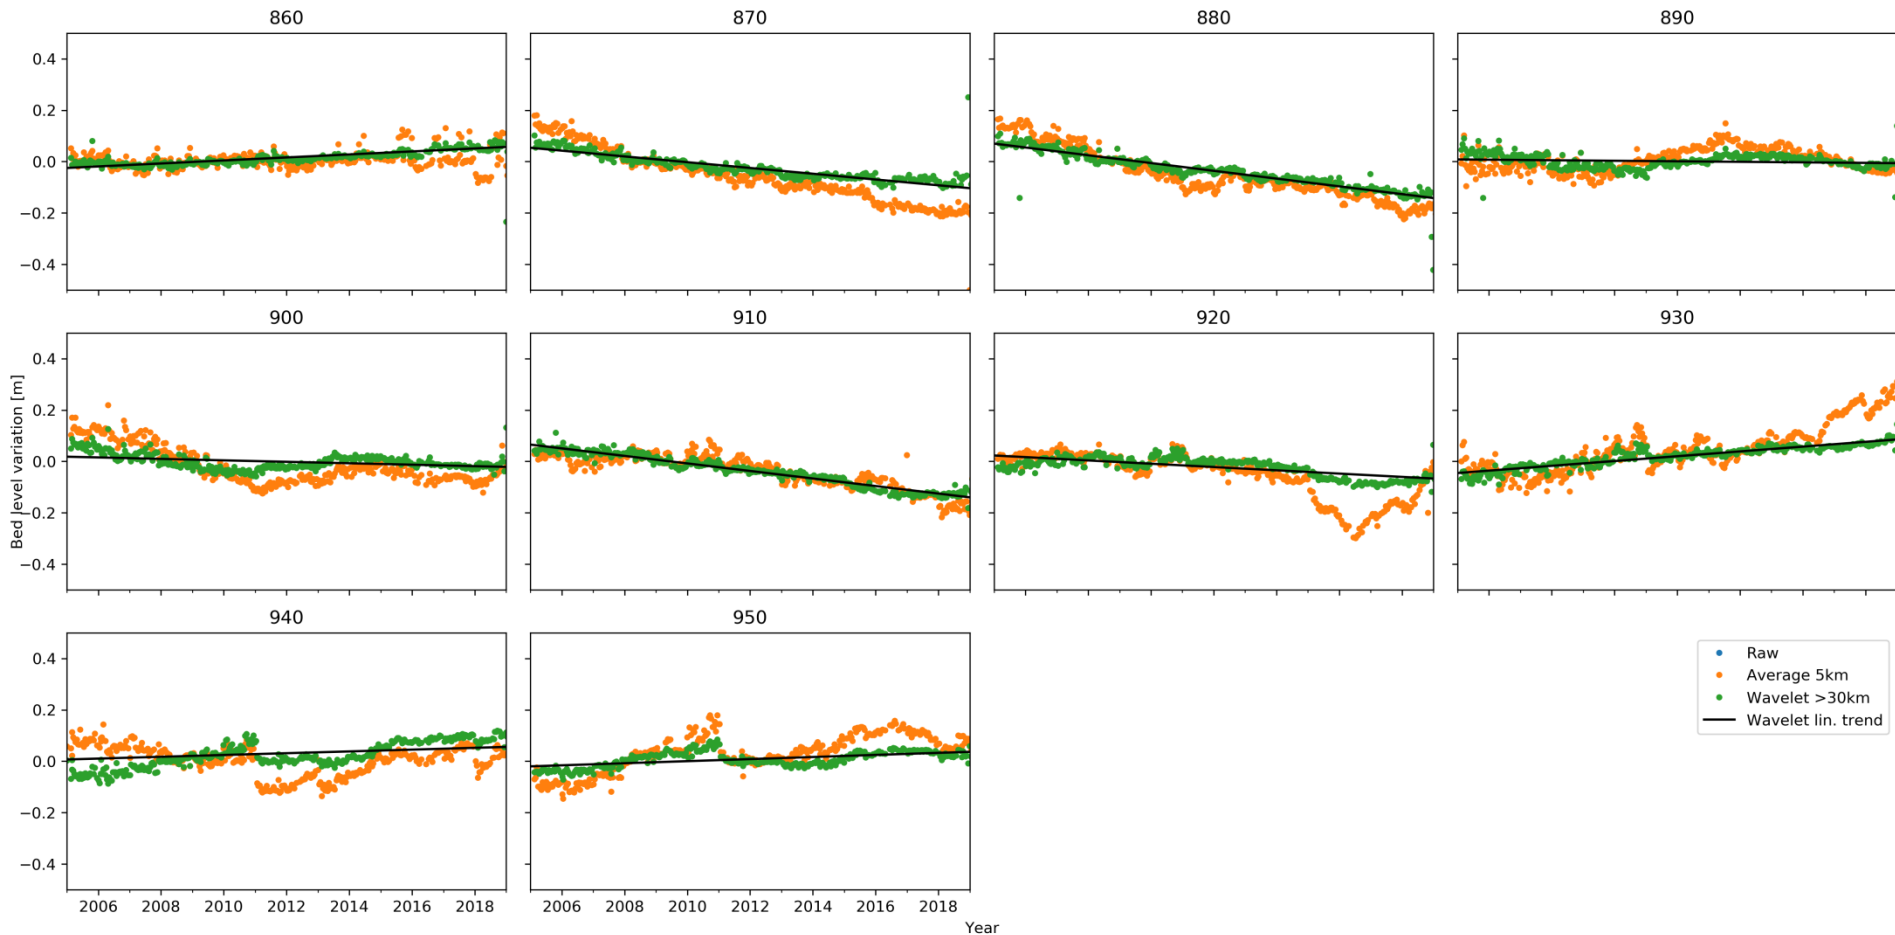 860 870 880 890
0.4
0.2
0.0
−0.2
−0.4
900 910 920 930
0.4
0.2
0.0
−0.2
−0.4
Bed level variation [m]
940 950
0.4
0.2
0.0
−0.2
−0.4
2006 2008 2010 2012 2014 2016 2018
2006 2008 2010 2012 2014 2016 2018
Year
Raw
Average 5km
Wavelet >30km
Wavelet lin. trend